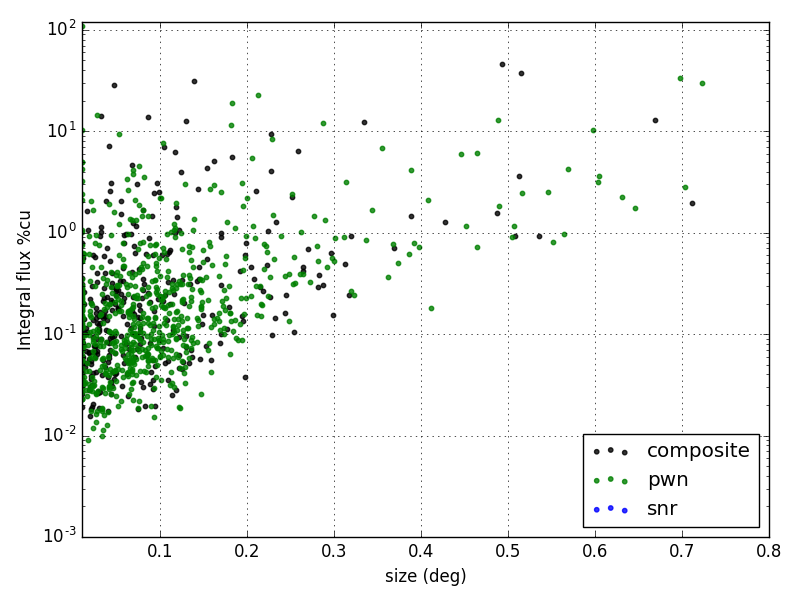 10^2
10^1
10^0
10^-1
10^-2
10^-3
Integral flux %cu
0.1 0.2 0.3 0.4 0.5 0.6 0.7 0.8
size (deg)
composite
pwn
snr